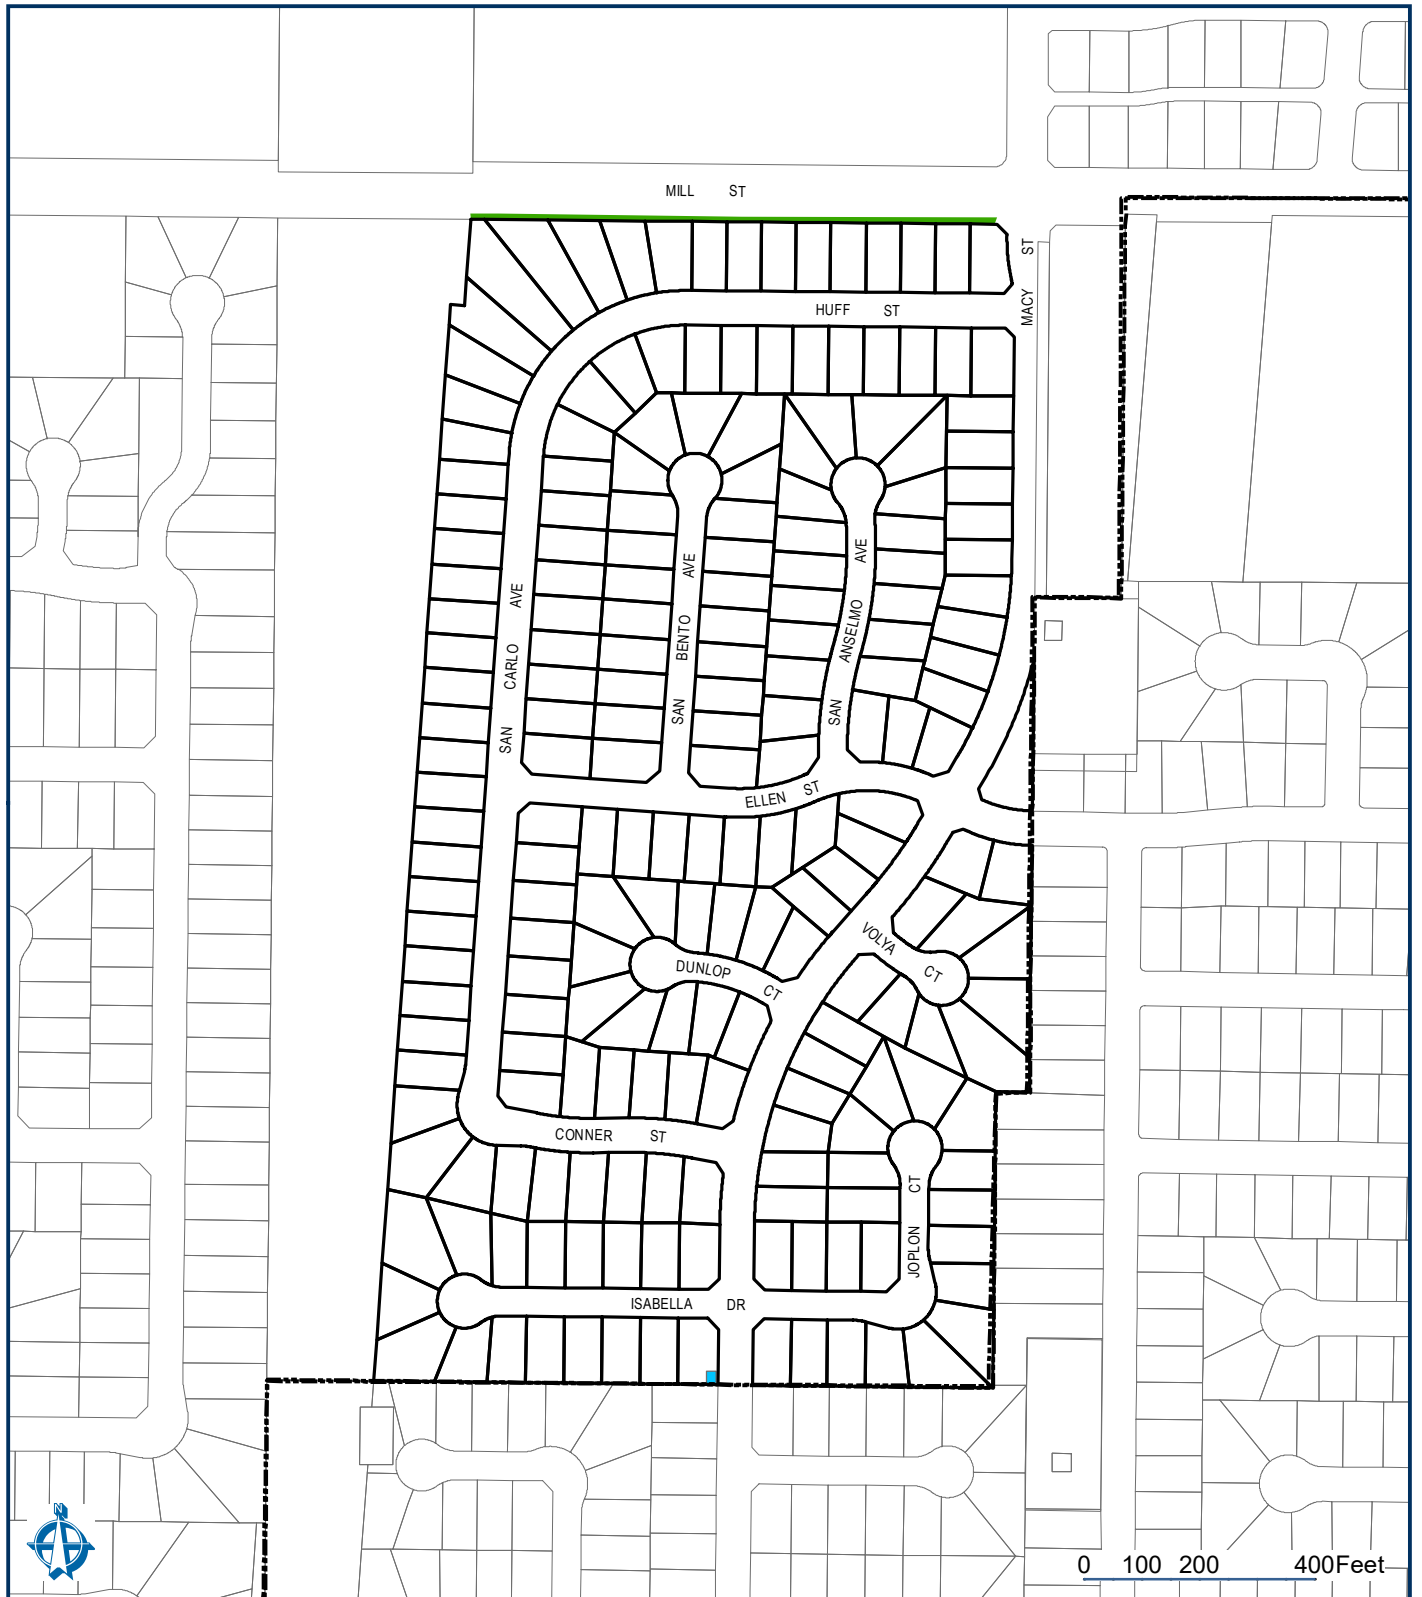 MILL ST
MACY ST
HUFF ST
SAN CARLO AVE
SAN BENTO AVE
SAN ANSELMO AVE
ELLEN ST
VOLYA CT
DUNLOP CT
CONNER ST
JOPLON CT
ISABELLA DR
N
0 100 200 400Feet